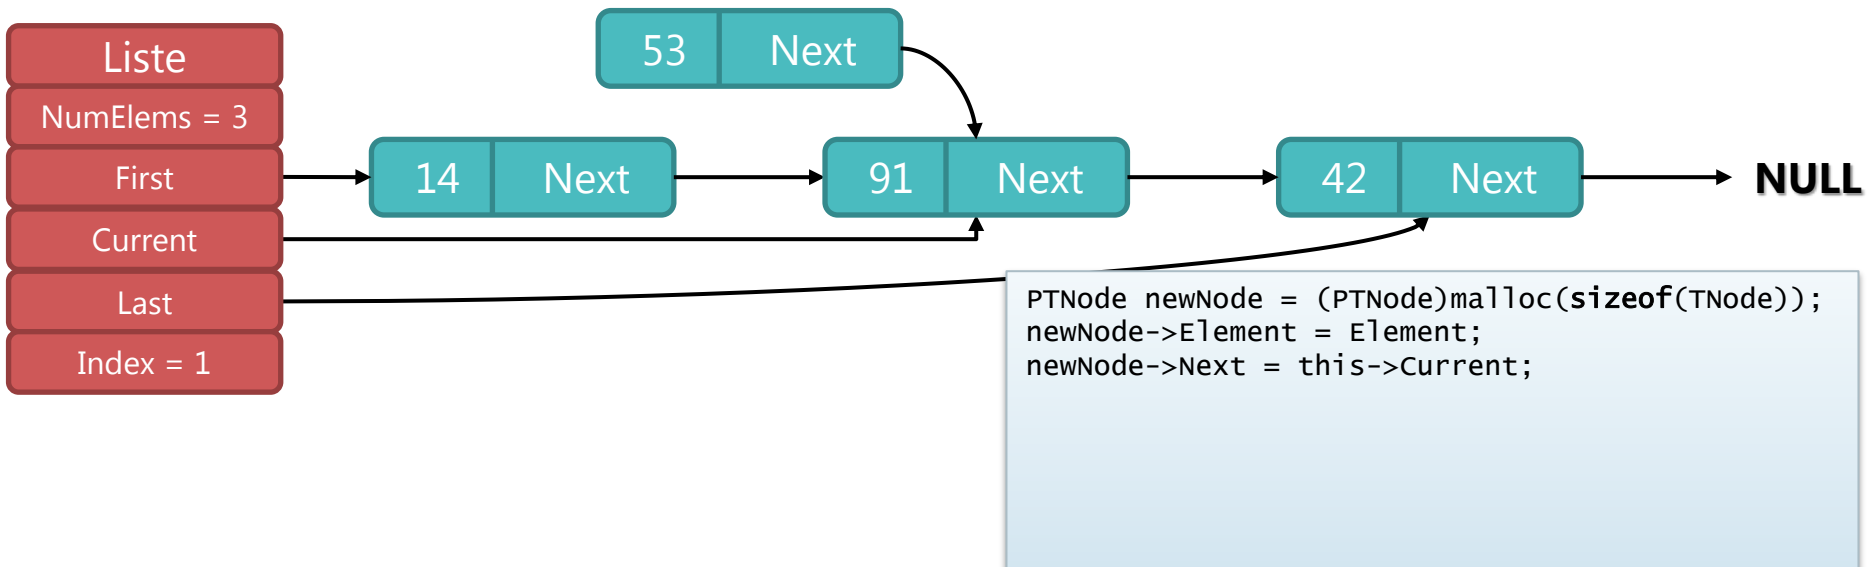 Liste
NumElems = 3
First
Current
Last
Index = 1
53 Next
14 Next
91 Next
42 Next
NULL
PTNode newNode = (PTNode)malloc(sizeof(TNode));
newNode->Element = Element;
newNode->Next = this->Current;